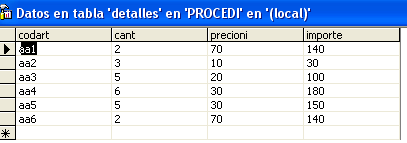 Datos en tabla 'detalles' en 'PROCEDI' en '(local)'
codart cant precioni importe
aa1 2 70 140
aa2 3 10 30
aa3 5 20 100
aa4 6 30 180
aa5 5 30 150
aa6 2 70 140